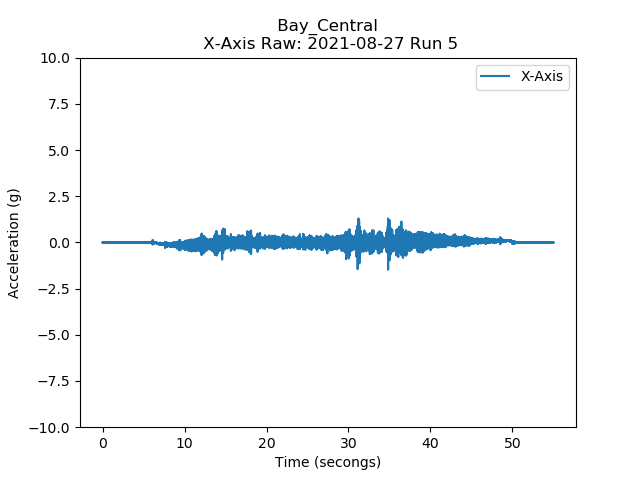 Bay_Central
X-Axis Raw: 2021-08-27 Run 5
10.0
7.5
5.0
2.5
0.0
−2.5
−5.0
−7.5
−10.0
Acceleration (g)
X-Axis
0 10 20 30 40 50
Time (seconds)